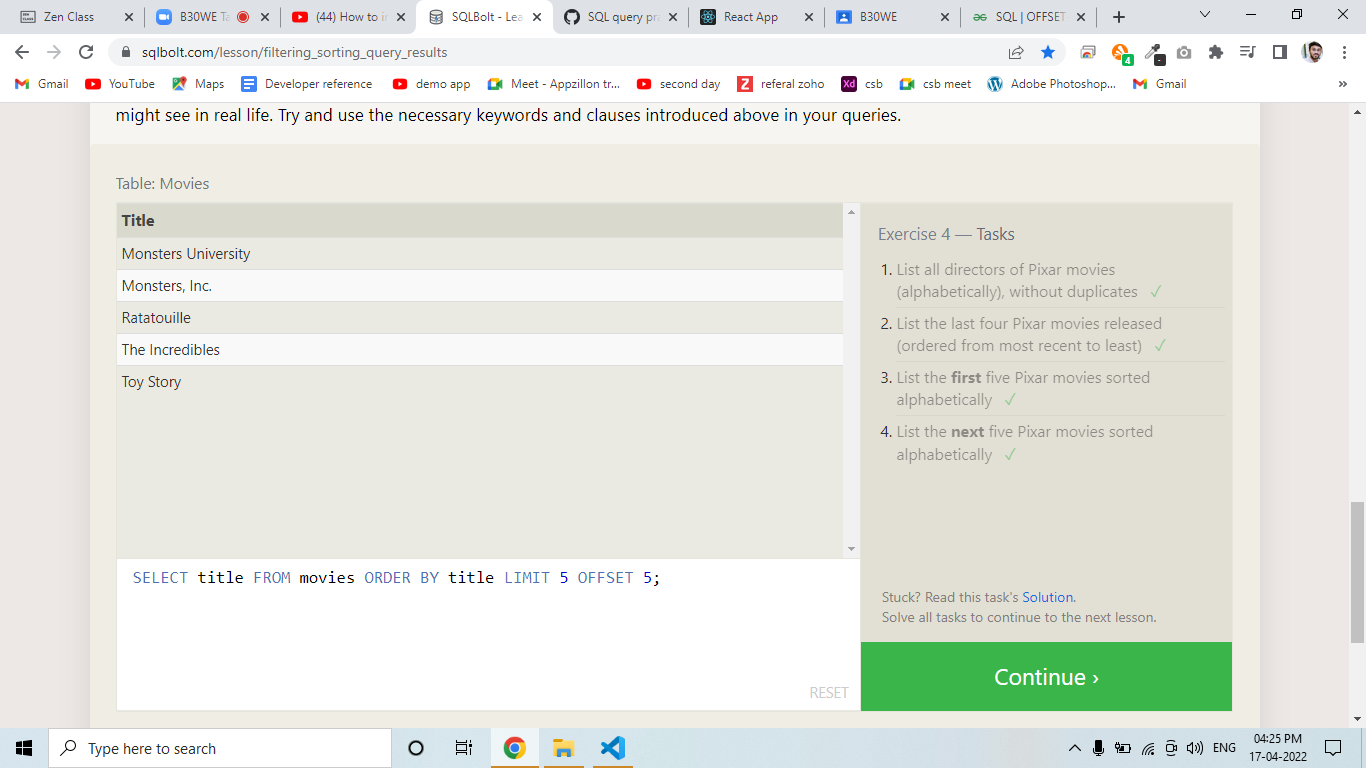 Zen Class
B30WE Ta
(44) How to i
SQLBolt - Lea
SQL query pra
React App
B30WE
SQL | OFFSET
sqlbolt.com/lesson/filtering_sorting_query_results
4
Gmail
YouTube
Maps
Developer reference
demo app
Meet - Appzillon tr...
second day
Z referal zoho
Xd csb
csb meet
Adobe Photoshop...
Gmail
might see in real life. Try and use the necessary keywords and clauses introduced above in your queries.
Table: Movies
Title
Monsters University
Monsters, Inc.
Ratatouille
The Incredibles
Toy Story
SELECT title FROM movies ORDER BY title LIMIT 5 OFFSET 5;
RESET
Exercise 4 — Tasks
1. List all directors of Pixar movies
(alphabetically), without duplicates ✓
2. List the last four Pixar movies released
(ordered from most recent to least) ✓
3. List the first five Pixar movies sorted
alphabetically ✓
4. List the next five Pixar movies sorted
alphabetically ✓
Stuck? Read this task's Solution.
Solve all tasks to continue to the next lesson.
Continue ›
Type here to search
ENG
04:25 PM
17-04-2022